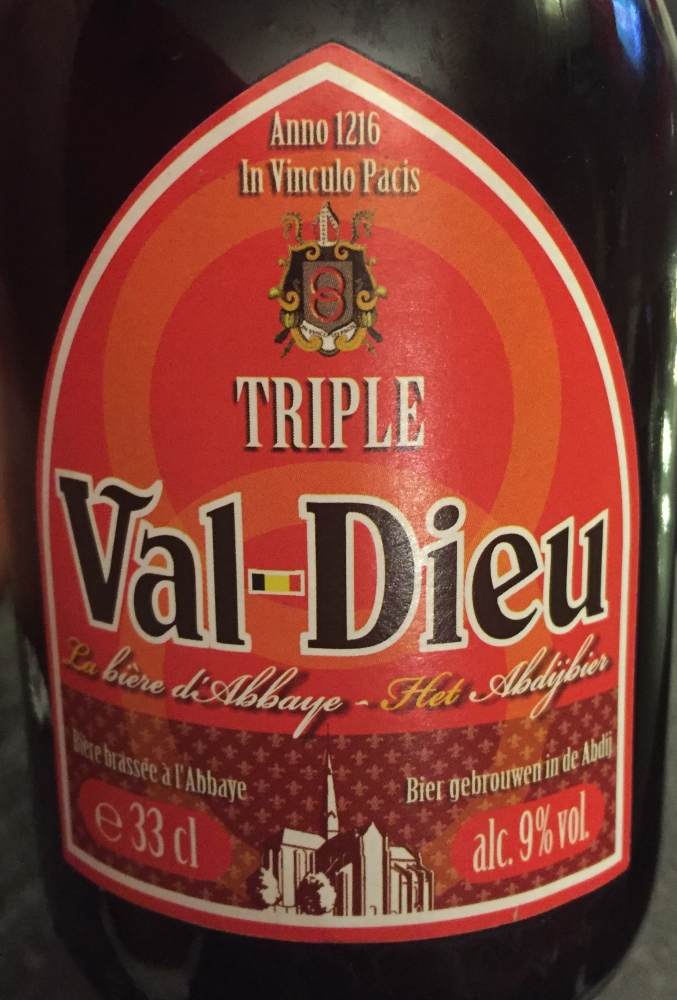 Anno 1216
In Vinculo Pacis
TRIPLE
Val-Dieu
La bière d'Abbaye - Het Abdijbier
Bière brassée à l'Abbaye
Bier gebrouwen in de Abdij
℮ 33 cl
alc. 9% vol.